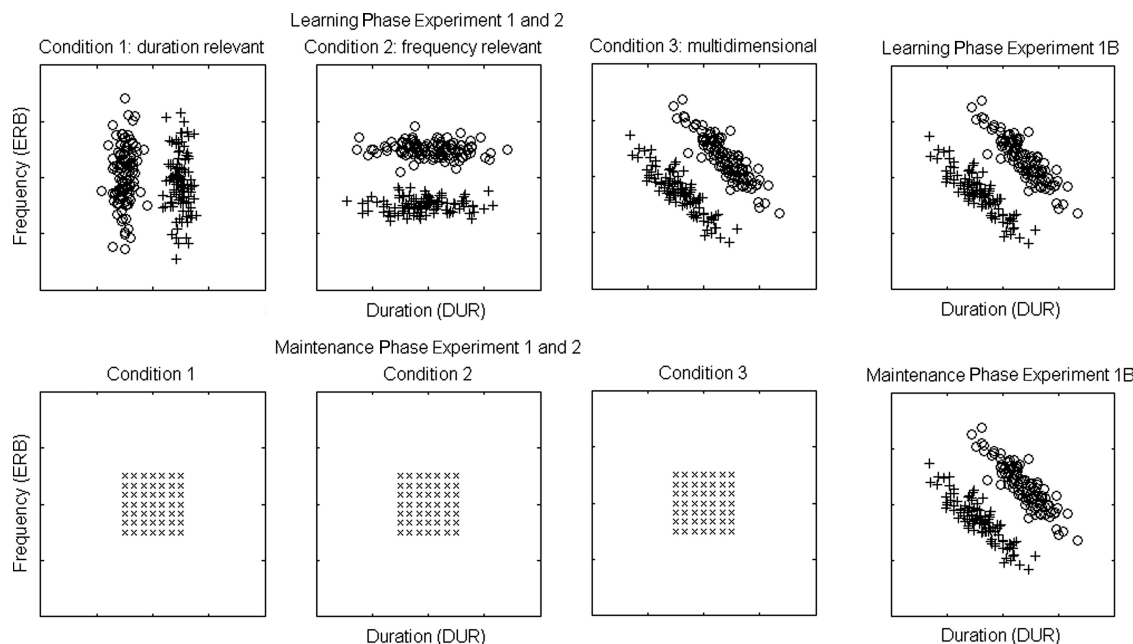 Learning Phase Experiment 1 and 2
Condition 1: duration relevant
Condition 2: frequency relevant
Condition 3: multidimensional
Learning Phase Experiment 1B
Frequency (ERB)
Duration (DUR)
Duration (DUR)
Maintenance Phase Experiment 1 and 2
Condition 1
Condition 2
Condition 3
Maintenance Phase Experiment 1B
Frequency (ERB)
Duration (DUR)
Duration (DUR)